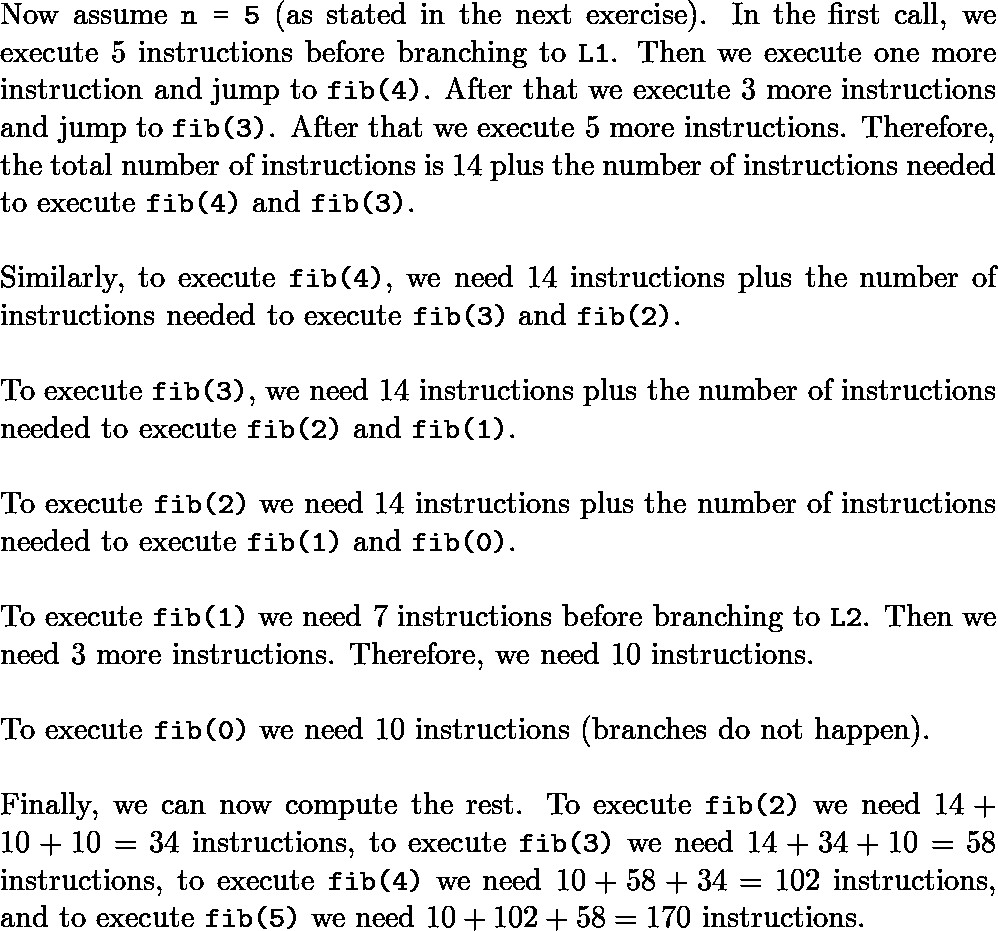 Now assume n = 5 (as stated in the next exercise). In the first call, we
execute 5 instructions before branching to L1. Then we execute one more
instruction and jump to fib(4). After that we execute 3 more instructions
and jump to fib(3). After that we execute 5 more instructions. Therefore,
the total number of instructions is 14 plus the number of instructions needed
to execute fib(4) and fib(3).
Similarly, to execute fib(4), we need 14 instructions plus the number of
instructions needed to execute fib(3) and fib(2).
To execute fib(3), we need 14 instructions plus the number of instructions
needed to execute fib(2) and fib(1).
To execute fib(2) we need 14 instructions plus the number of instructions
needed to execute fib(1) and fib(0).
To execute fib(1) we need 7 instructions before branching to L2. Then we
need 3 more instructions. Therefore, we need 10 instructions.
To execute fib(0) we need 10 instructions (branches do not happen).
Finally, we can now compute the rest. To execute fib(2) we need 14 +
10 + 10 = 34 instructions, to execute fib(3) we need 14 + 34 + 10 = 58
instructions, to execute fib(4) we need 10 + 58 + 34 = 102 instructions,
and to execute fib(5) we need 10 + 102 + 58 = 170 instructions.